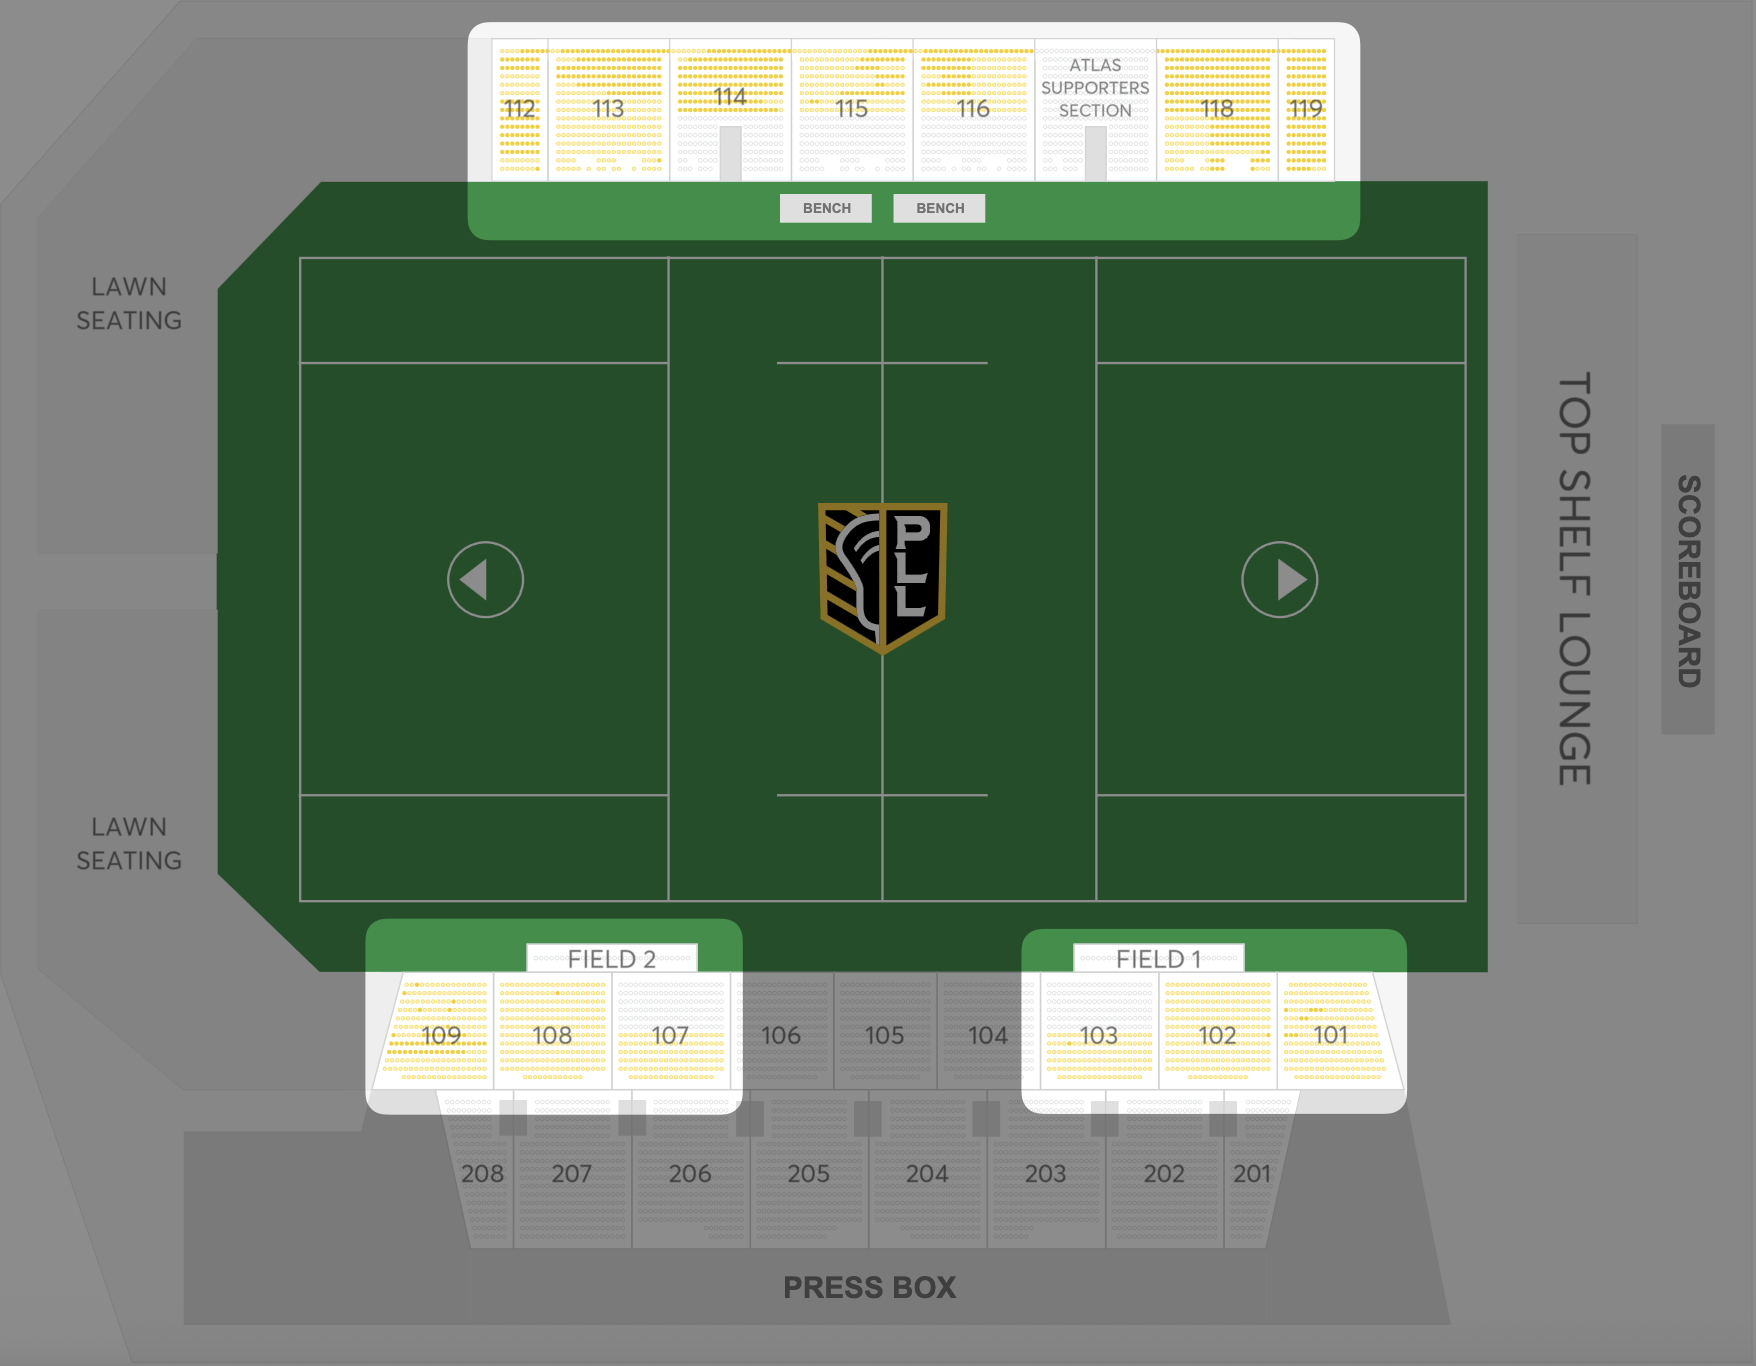 112
113
114
115
116
ATLAS
SUPPORTERS
SECTION
118
119
BENCH
BENCH
LAWN
SEATING
PLL
TOP SHELF LOUNGE
SCOREBOARD
LAWN
SEATING
FIELD 2
FIELD 1
109
108
107
106
105
104
103
102
101
208
207
206
205
204
203
202
201
PRESS BOX